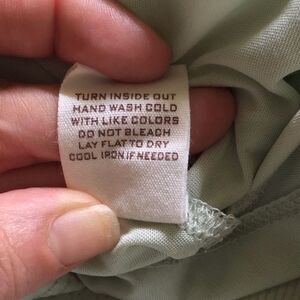 TURN INSIDE OUT
HAND WASH COLD
WITH LIKE COLORS
DO NOT BLEACH
LAY FLAT TO DRY
COOL IRON IF NEEDED